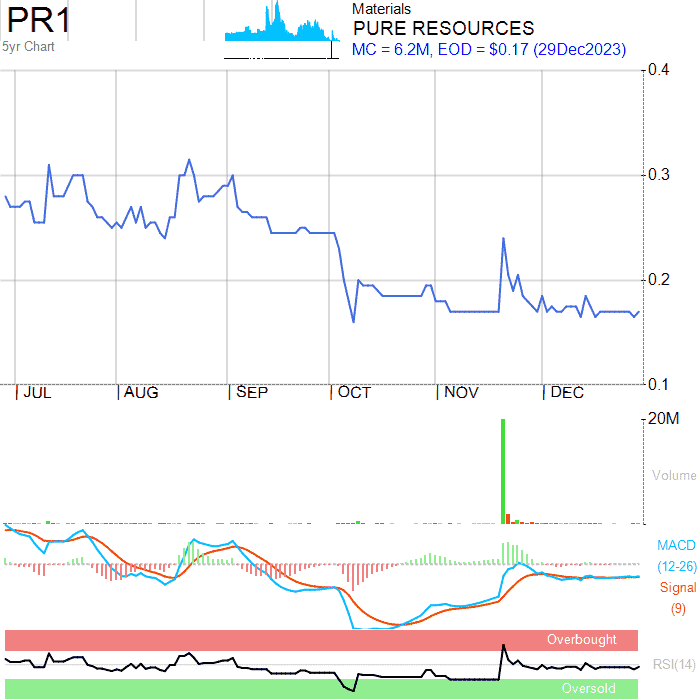 PR1
5yr Chart
Materials
PURE RESOURCES
MC = 6.2M, EOD = $0.17 (29Dec2023)
0.4
0.3
0.2
0.1
JUL AUG SEP OCT NOV DEC
20M
Volume
MACD
(12-26)
Signal
(9)
Overbought
RSI(14)
Oversold